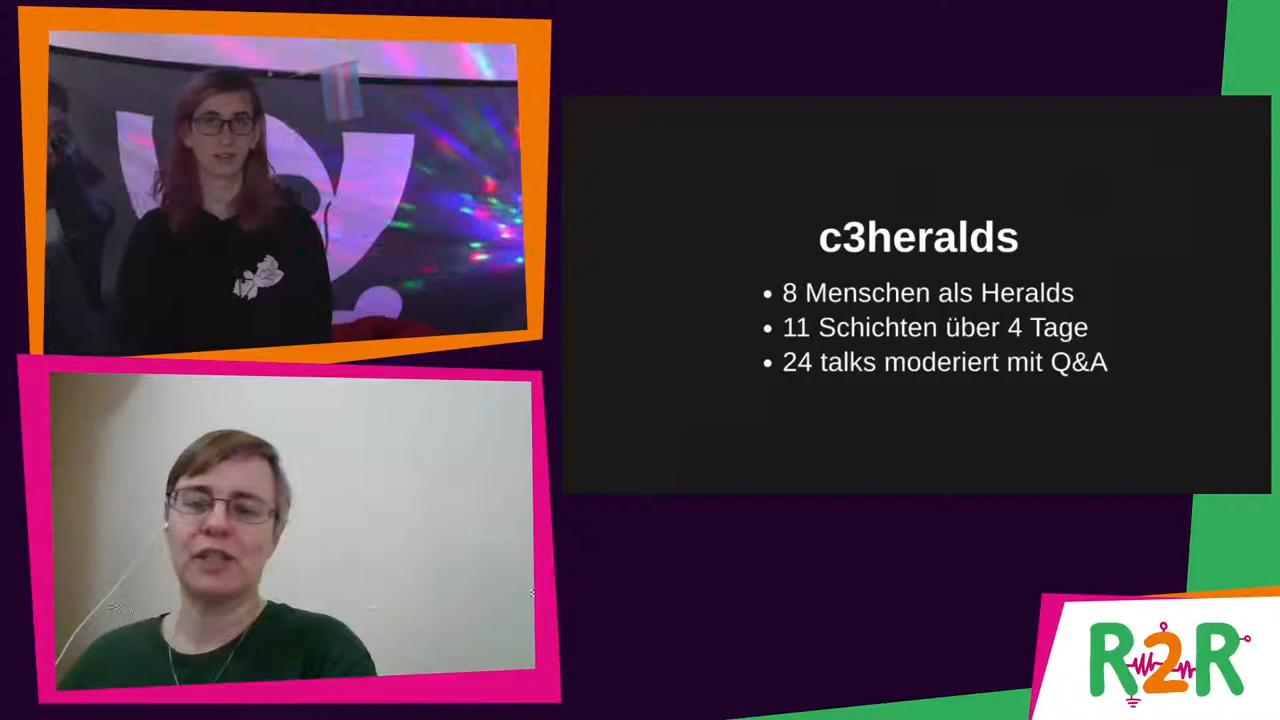 c3heralds
• 8 Menschen als Heralds
• 11 Schichten über 4 Tage
• 24 talks moderiert mit Q&A
R2R